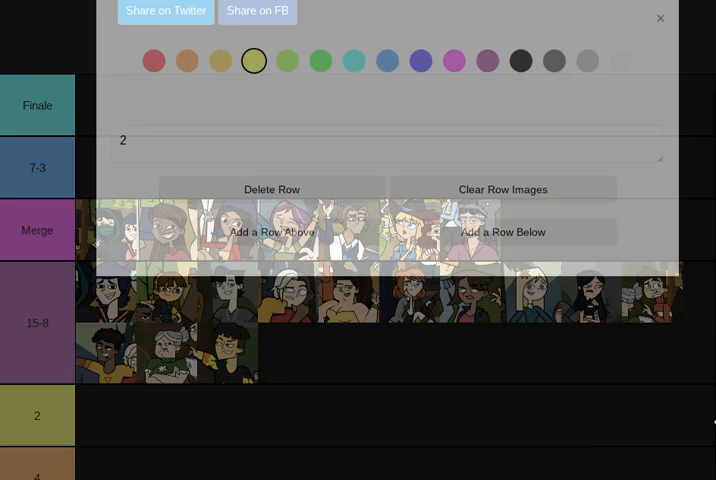 Share on Twitter Share on FB
×
Finale
2
7-3
Delete Row Clear Row Images
Merge
Add a Row Above Add a Row Below
15-8
2
4